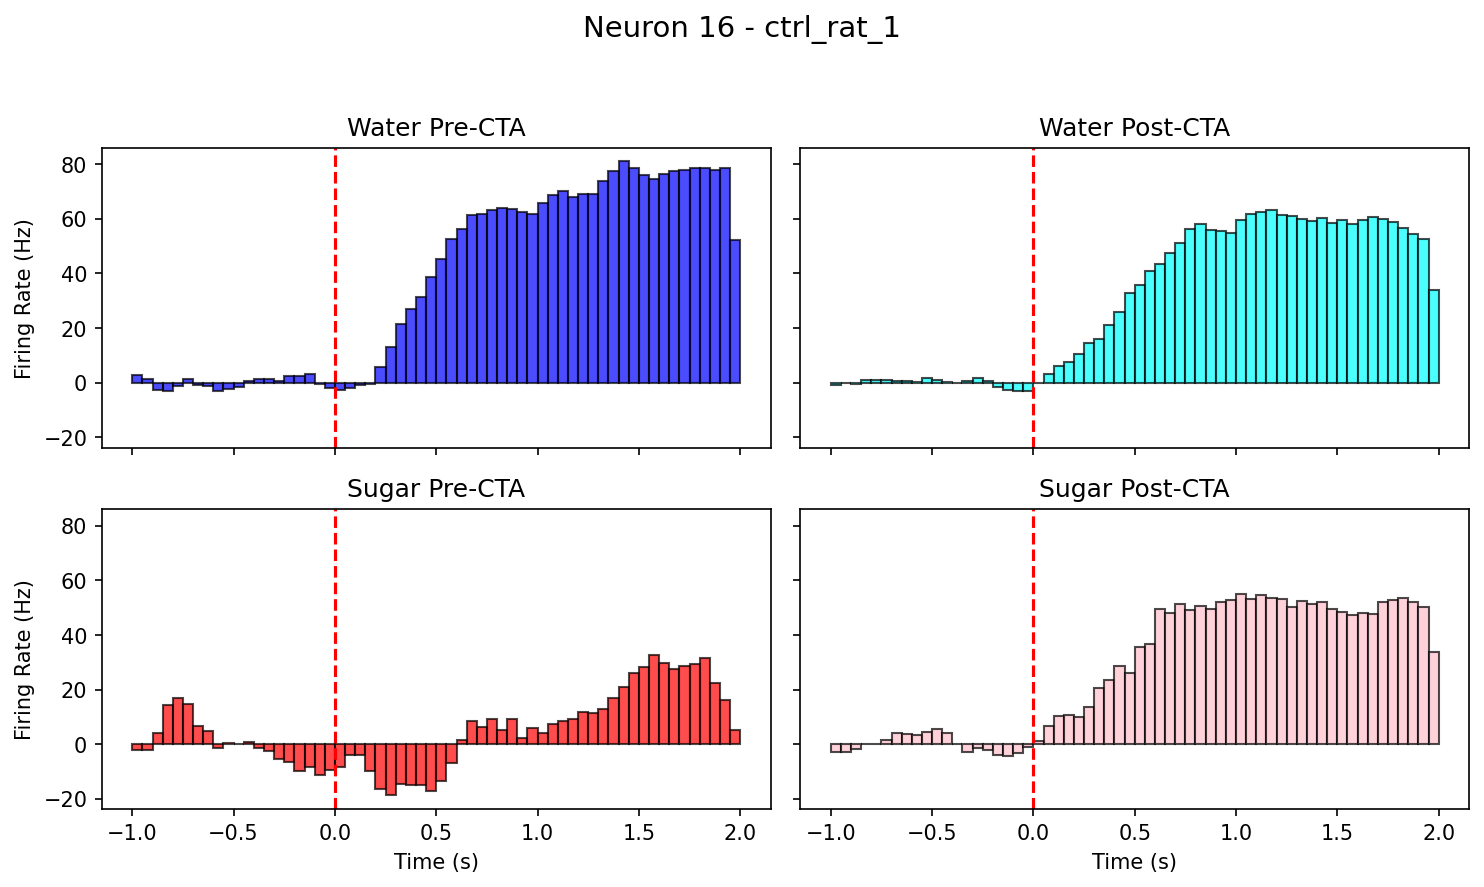 Neuron 16 - ctrl_rat_1
Water Pre-CTA
Water Post-CTA
Firing Rate (Hz)
80
60
40
20
0
−20
Sugar Pre-CTA
Sugar Post-CTA
Firing Rate (Hz)
80
60
40
20
0
−20
−1.0 −0.5 0.0 0.5 1.0 1.5 2.0
−1.0 −0.5 0.0 0.5 1.0 1.5 2.0
Time (s)
Time (s)